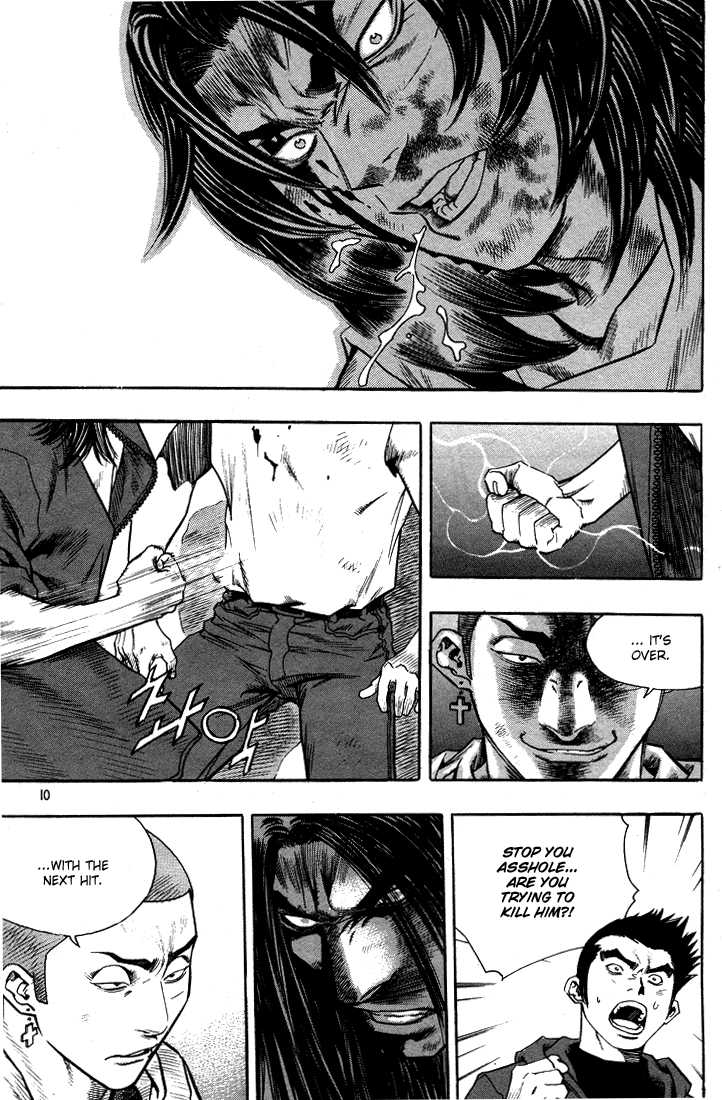 ... IT'S
OVER.
10
STOP YOU
ASSHOLE...
ARE YOU
TRYING TO
KILL HIM?!
...WITH THE
NEXT HIT.